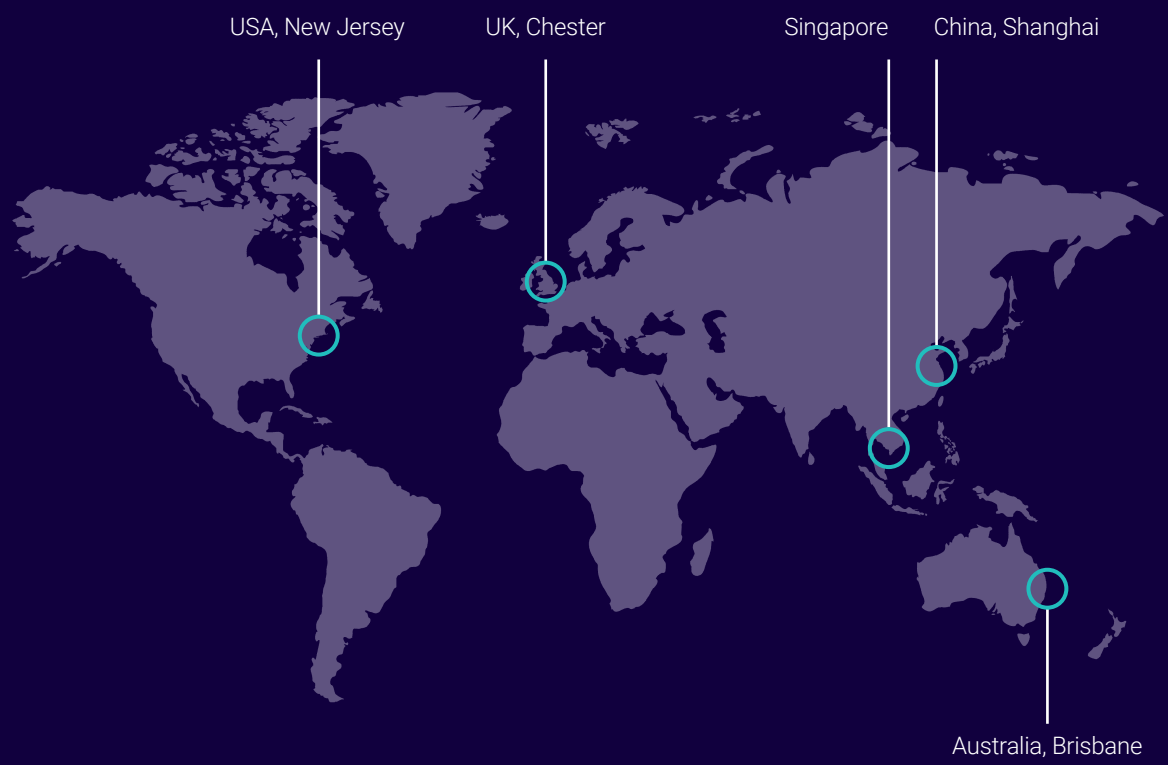 USA, New Jersey
UK, Chester
Singapore
China, Shanghai
Australia, Brisbane